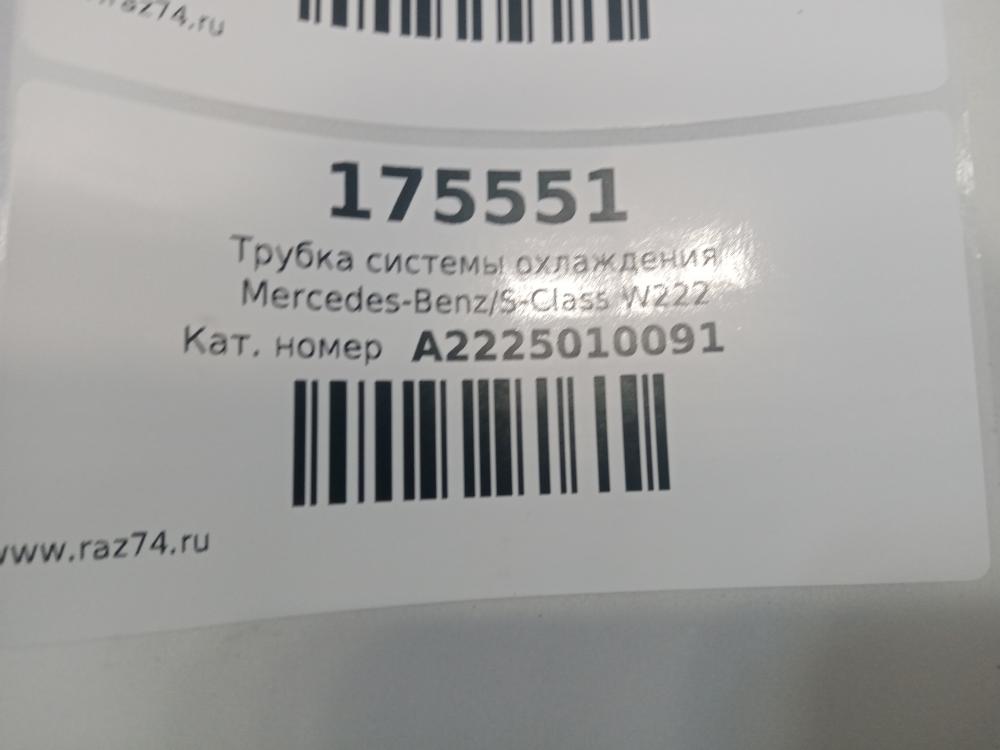 175551
Трубка системы охлаждения
Mercedes-Benz/S-Class W222
Кат. номер A2225010091
www.raz74.ru